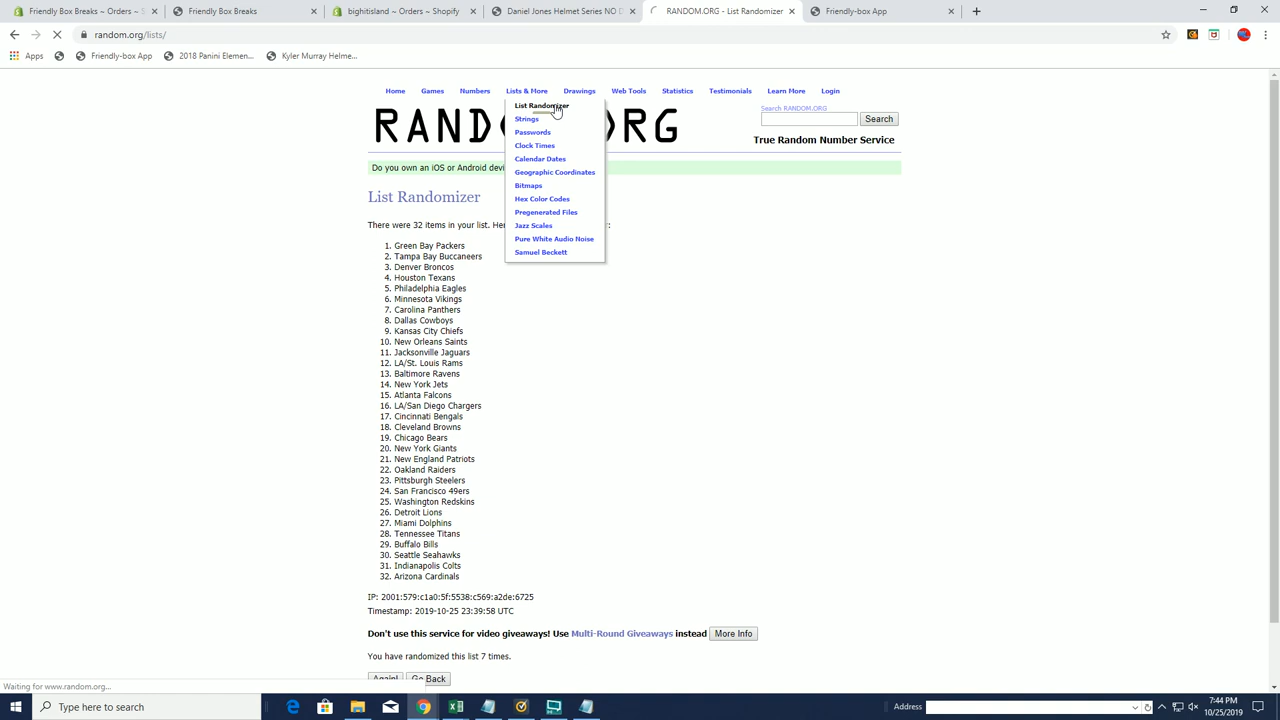 Home ~ Friendly Box Breaks ~ S
Friendly Box Breaks
bightisland ~ Orders ~ Shopify
Index of /
RANDOM.ORG - List Randomizer
bightisland ~ Orders ~ Shopify
Friendly-box App
random.org/lists/
Apps
Friendly-box App
2018 Panini Elemen...
Kyler Murray Helme...
Home
Games
Numbers
Lists & More
Drawings
Web Tools
Statistics
Testimonials
Learn More
Login
List Randomizer
Strings
Passwords
Clock Times
Calendar Dates
Geographic Coordinates
Bitmaps
Hex Color Codes
Pregenerated Files
Jazz Scales
Pure White Audio Noise
Samuel Beckett
Search RANDOM.ORG
Search
True Random Number Service
Do you own an iOS or Android devi
List Randomizer
There were 32 items in your list. Her
r:
1. Green Bay Packers
2. Tampa Bay Buccaneers
3. Denver Broncos
4. Houston Texans
5. Philadelphia Eagles
6. Minnesota Vikings
7. Carolina Panthers
8. Dallas Cowboys
9. Kansas City Chiefs
10. New Orleans Saints
11. Jacksonville Jaguars
12. LA/St. Louis Rams
13. Baltimore Ravens
14. New York Jets
15. Atlanta Falcons
16. LA/San Diego Chargers
17. Cincinnati Bengals
18. Cleveland Browns
19. Chicago Bears
20. New York Giants
21. New England Patriots
22. Oakland Raiders
23. Pittsburgh Steelers
24. San Francisco 49ers
25. Washington Redskins
26. Detroit Lions
27. Miami Dolphins
28. Tennessee Titans
29. Buffalo Bills
30. Seattle Seahawks
31. Indianapolis Colts
32. Arizona Cardinals
IP: 2001:579:c1a0:5f:5538:c569:a2de:6725
Timestamp: 2019-10-25 23:39:58 UTC
Don't use this service for video giveaways! Use Multi-Round Giveaways instead
More Info
You have randomized this list 7 times.
Again!
Go Back
Waiting for www.random.org...
Type here to search
Address
7:44 PM
10/25/2019